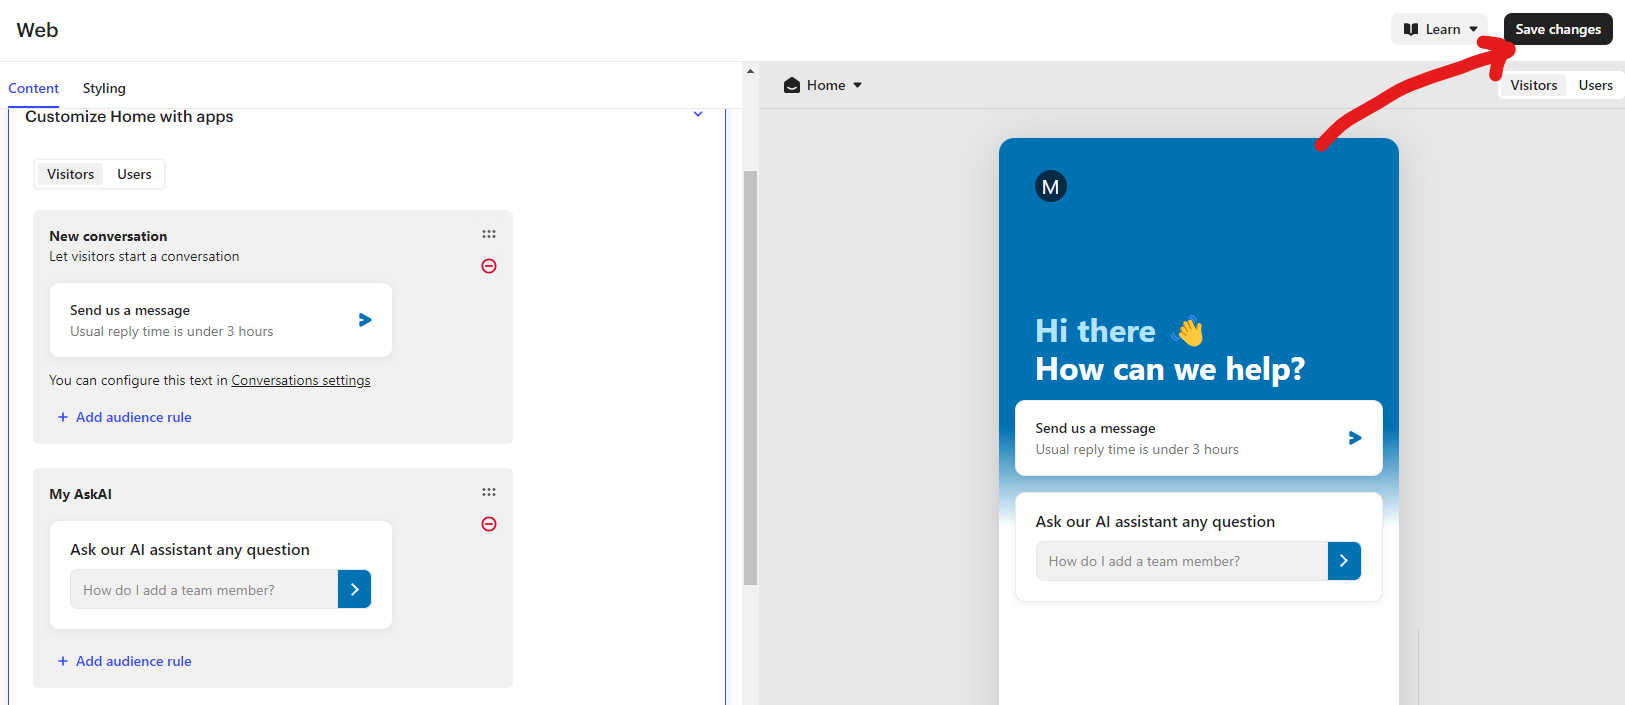 Web
Learn
Save changes
Content
Styling
Home
Visitors
Users
Customize Home with apps
Visitors
Users
New conversation
Let visitors start a conversation
Send us a message
Usual reply time is under 3 hours
You can configure this text in Conversations settings
+ Add audience rule
My AskAI
Ask our AI assistant any question
How do I add a team member?
+ Add audience rule
M
Hi there 👋
How can we help?
Send us a message
Usual reply time is under 3 hours
Ask our AI assistant any question
How do I add a team member?